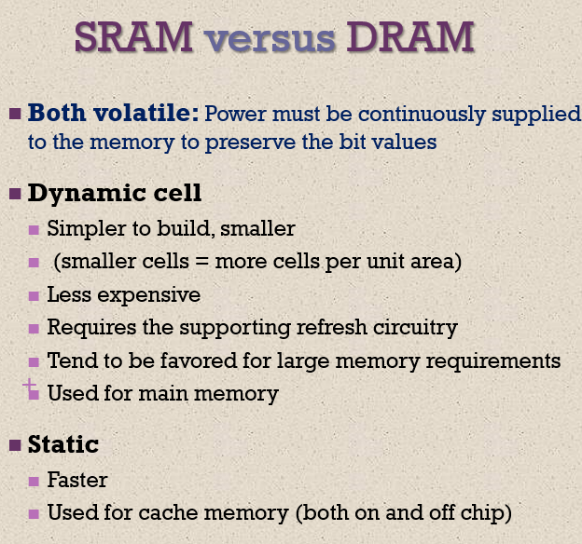 SRAM versus DRAM
Both volatile: Power must be continuously supplied
to the memory to preserve the bit values
Dynamic cell
Simpler to build, smaller
(smaller cells = more cells per unit area)
Less expensive
Requires the supporting refresh circuitry
Tend to be favored for large memory requirements
+
Used for main memory
Static
Faster
Used for cache memory (both on and off chip)